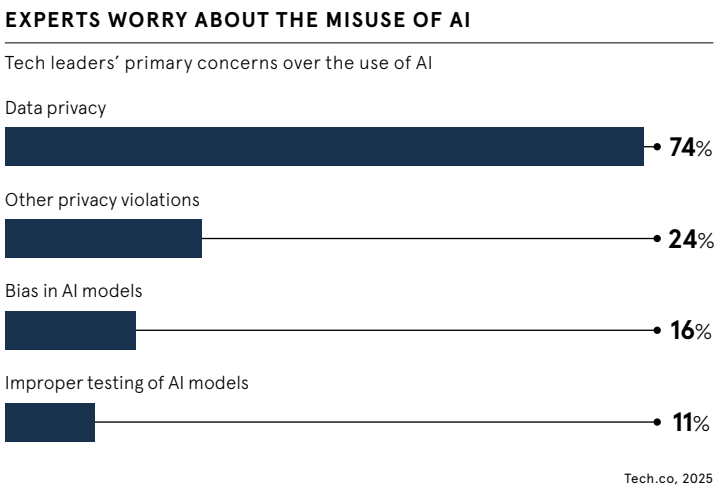 EXPERTS WORRY ABOUT THE MISUSE OF AI
Tech leaders’ primary concerns over the use of AI
Data privacy
74%
Other privacy violations
24%
Bias in AI models
16%
Improper testing of AI models
11%
Tech.co, 2025